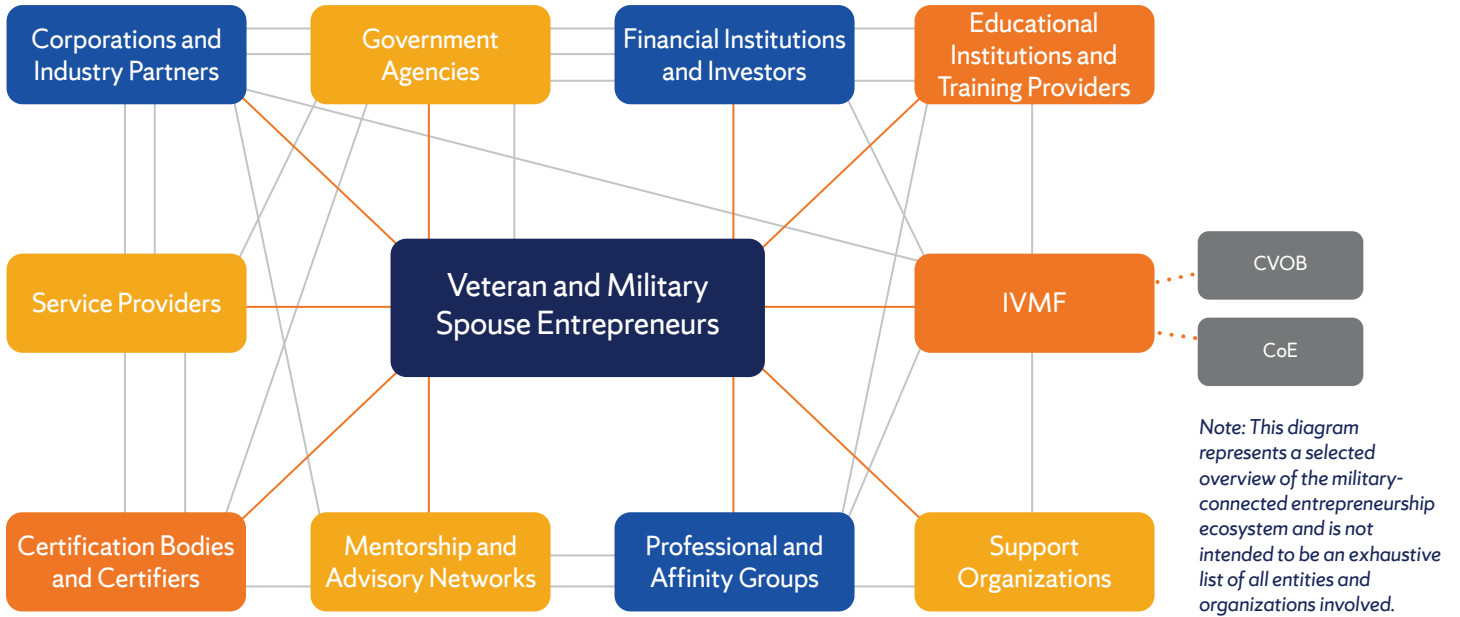 Corporations and
Industry Partners
Government
Agencies
Financial Institutions
and Investors
Educational
Institutions and
Training Providers
Service Providers
Veteran and Military
Spouse Entrepreneurs
IVMF
CVOB
CoE
Certification Bodies
and Certifiers
Mentorship and
Advisory Networks
Professional and
Affinity Groups
Support
Organizations
Note: This diagram
represents a selected
overview of the military-
connected entrepreneurship
ecosystem and is not
intended to be an exhaustive
list of all entities and
organizations involved.